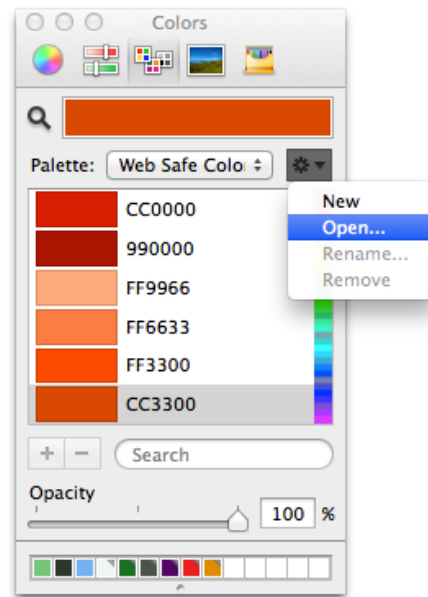 Colors
Palette: Web Safe Colo
New
Open...
Rename...
Remove
CC0000
990000
FF9966
FF6633
FF3300
CC3300
+ −
Search
Opacity
100 %